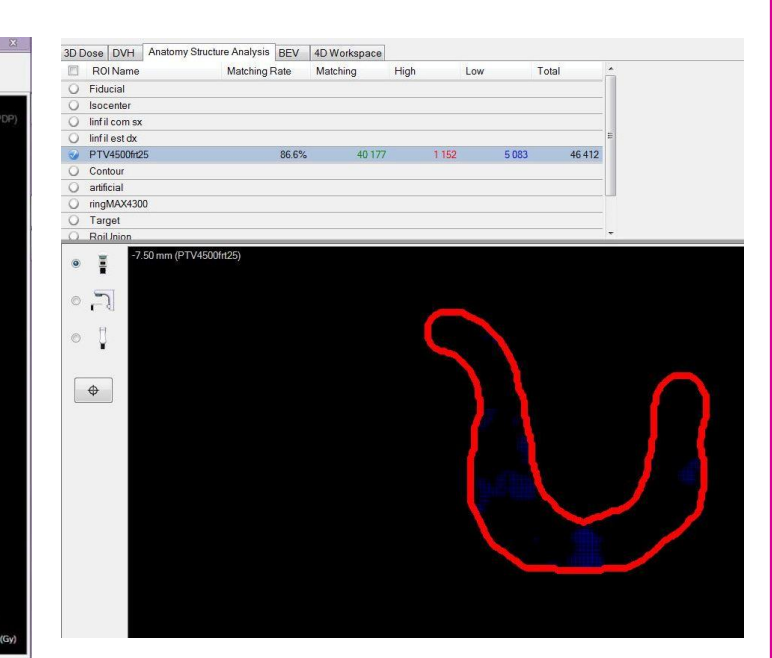 3D Dose DVH Anatomy Structure Analysis BEV 4D Workspace
ROI Name Matching Rate Matching High Low Total
Fiducial
Isocenter
linf il com sx
linf il est dx
PTV4500frt25 86.6% 40 177 1 152 5 083 46 412
Contour
artificial
ringMAX4300
Target
RoiUnion
-7.50 mm (PTV4500frt25)
(Gy)